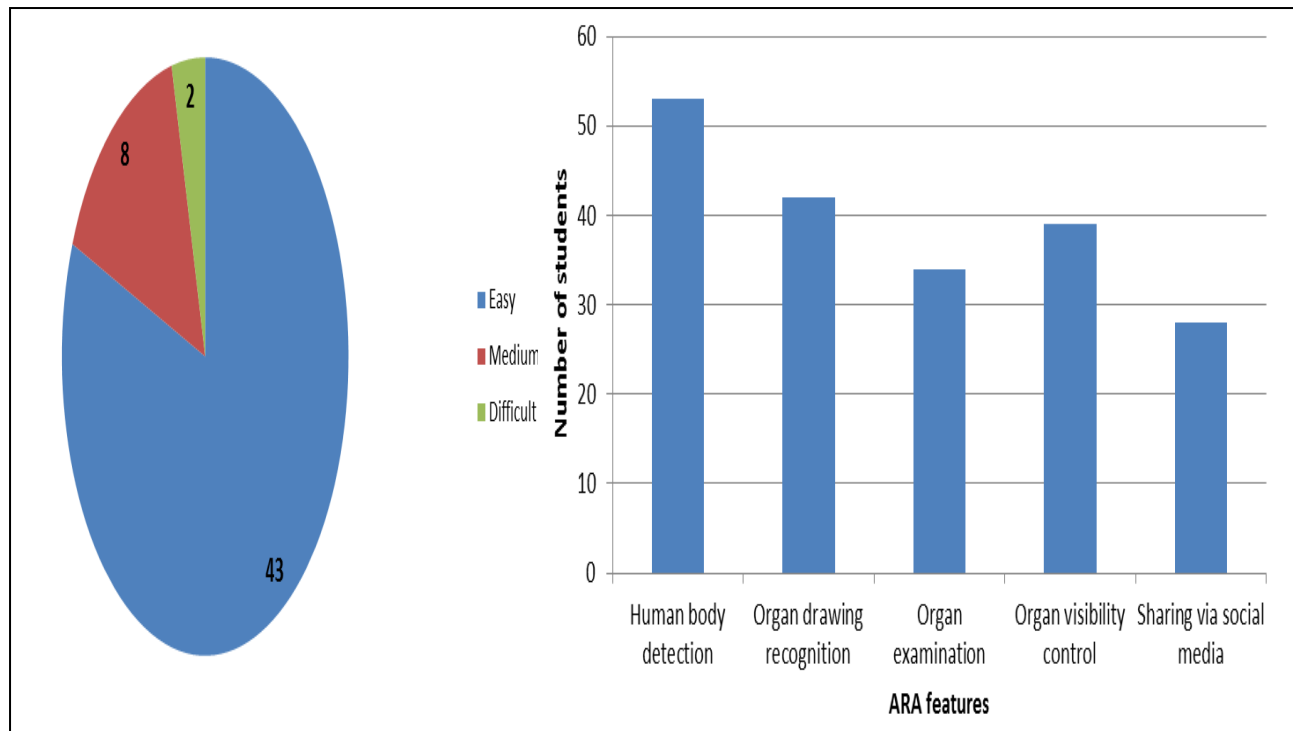 2
8
43
Easy
Medium
Difficult
Number of students
60
50
40
30
20
10
0
Human body
detection
Organ drawing
recognition
Organ
examination
Organ visibility
control
Sharing via social
media
ARA features